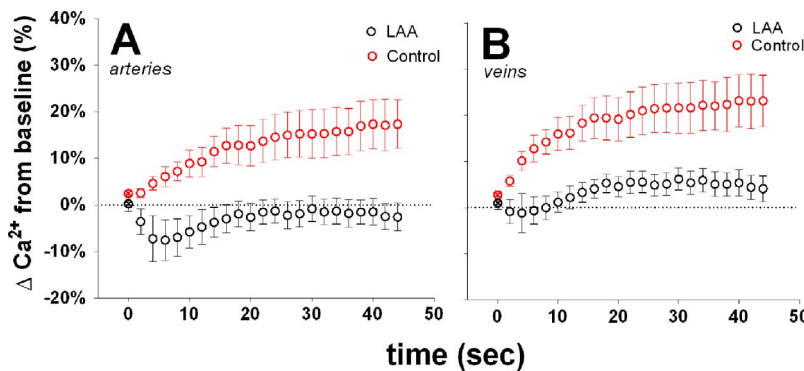 Δ Ca²⁺ from baseline (%)
40%
30%
20%
10%
0%
-10%
-20%
A
arteries
LAA
Control
0 10 20 30 40 50
B
veins
LAA
Control
0 10 20 30 40 50
time (sec)